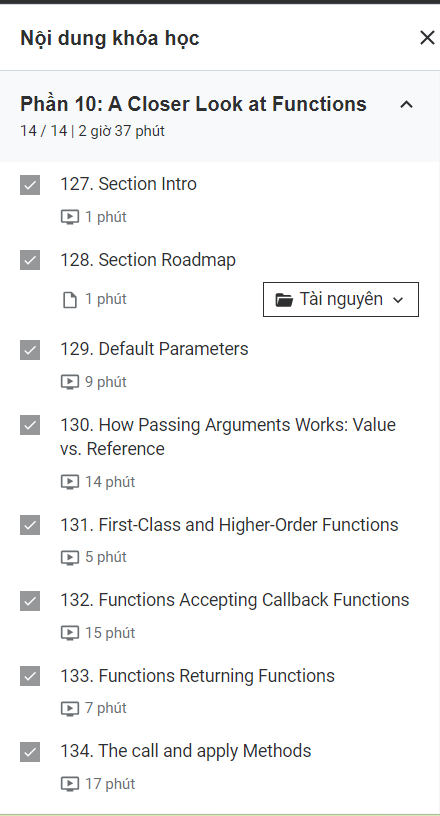 Nội dung khóa học
Phần 10: A Closer Look at Functions
14 / 14 | 2 giờ 37 phút
127. Section Intro
1 phút
128. Section Roadmap
1 phút
Tài nguyên
129. Default Parameters
9 phút
130. How Passing Arguments Works: Value
vs. Reference
14 phút
131. First-Class and Higher-Order Functions
5 phút
132. Functions Accepting Callback Functions
15 phút
133. Functions Returning Functions
7 phút
134. The call and apply Methods
17 phút